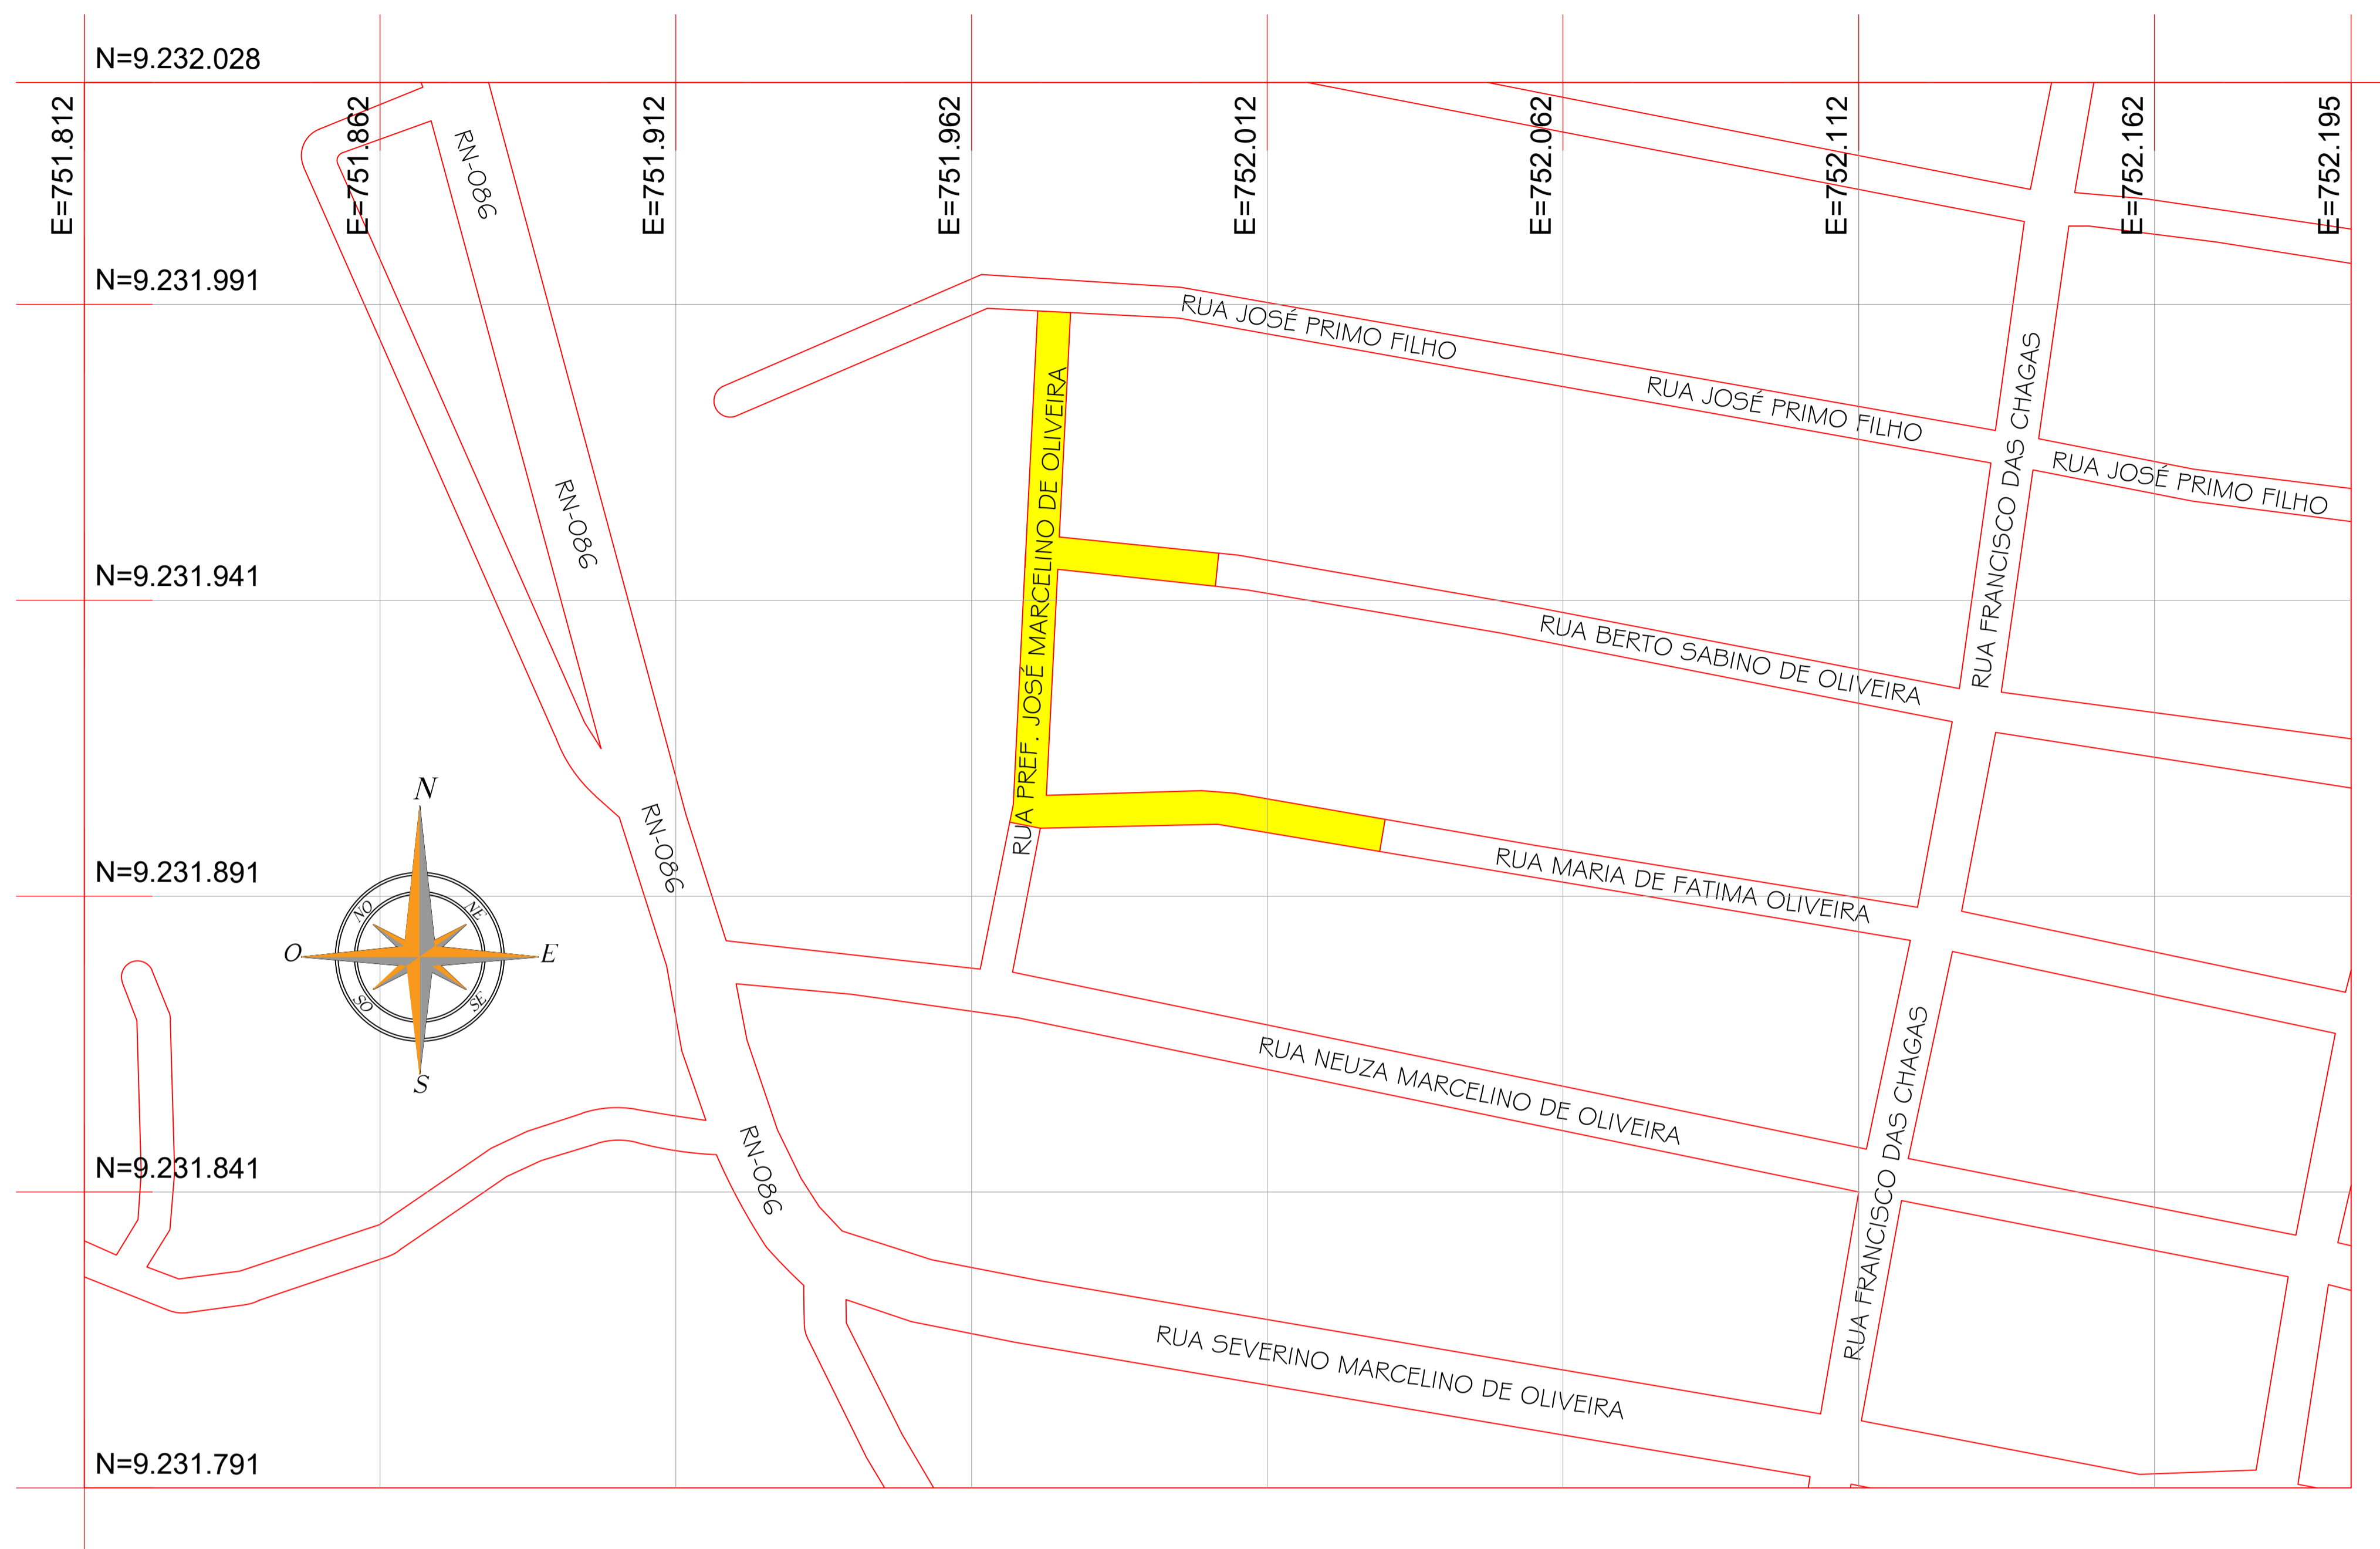 N=9.232.028
E=751.812
E=751.862
E=751.912
E=751.962
E=752.012
E=752.062
E=752.112
E=752.162
E=752.195
RN-086
N=9.231.991
RUA JOSÉ PRIMO FILHO
RUA JOSÉ PRIMO FILHO
RUA JOSÉ PRIMO FILHO
RUA FRANCISCO DAS CHAGAS
RUA PREF. JOSÉ MARCELINO DE OLIVEIRA
RN-086
N=9.231.941
RUA BERTO SABINO DE OLIVEIRA
RN-086
N=9.231.891
RUA MARIA DE FATIMA OLIVEIRA
N
NO
NE
O
E
SO
SE
S
RUA NEUZA MARCELINO DE OLIVEIRA
RUA FRANCISCO DAS CHAGAS
N=9.231.841
RN-086
RUA SEVERINO MARCELINO DE OLIVEIRA
N=9.231.791